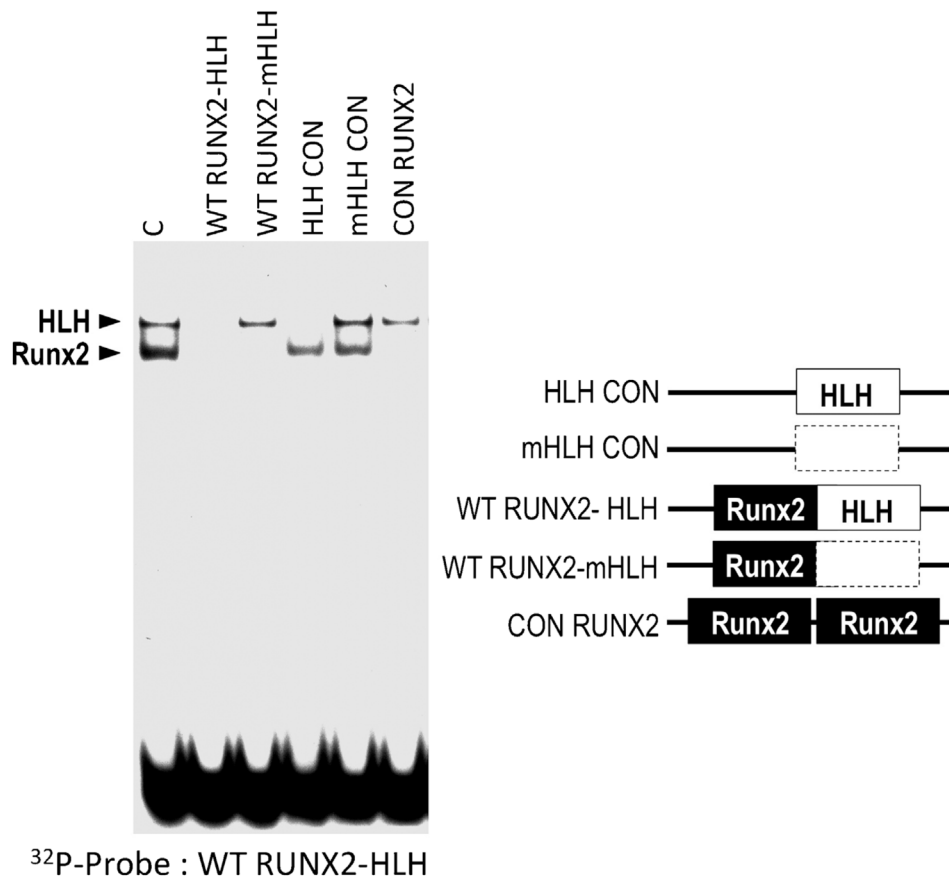 C
WT RUNX2-HLH
WT RUNX2-mHLH
HLH CON
mHLH CON
CON RUNX2
HLH
Runx2
HLH CON
HLH
mHLH CON
WT RUNX2- HLH
Runx2
HLH
WT RUNX2-mHLH
Runx2
CON RUNX2
Runx2
Runx2
³²P-Probe : WT RUNX2-HLH